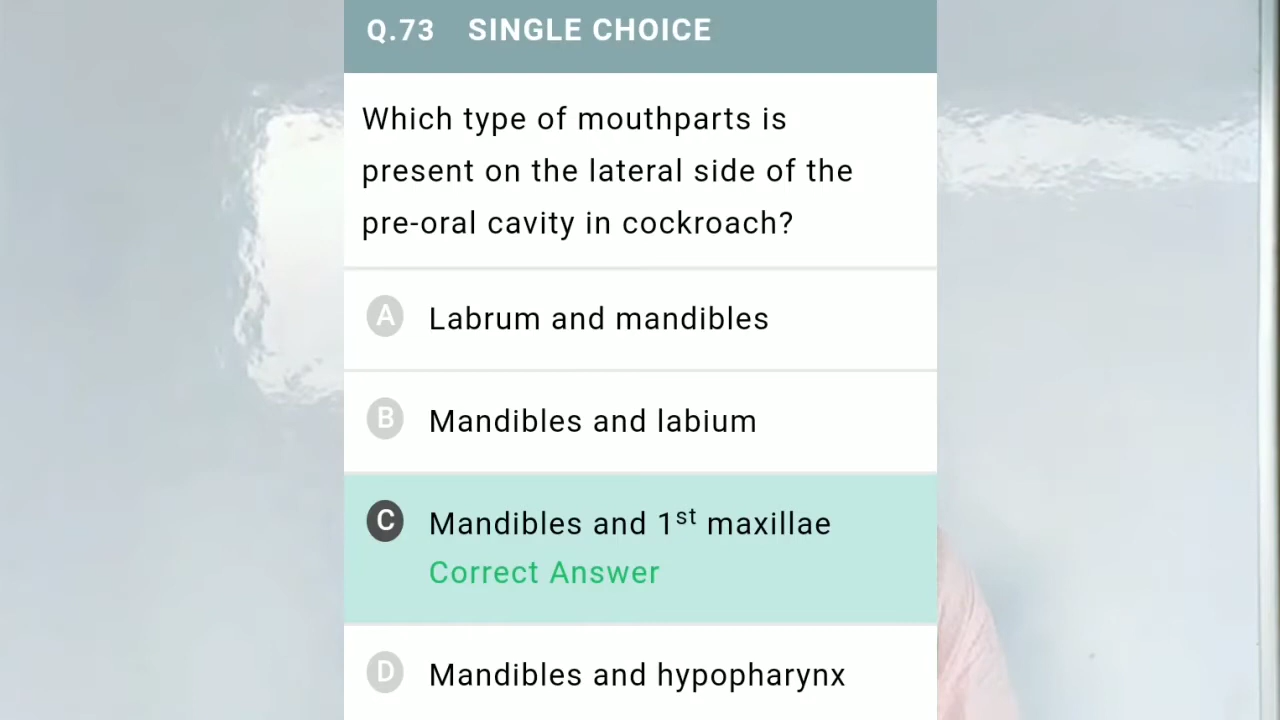 Q.73 SINGLE CHOICE
Which type of mouthparts is
present on the lateral side of the
pre-oral cavity in cockroach?
A Labrum and mandibles
B Mandibles and labium
C Mandibles and 1st maxillae
Correct Answer
D Mandibles and hypopharynx